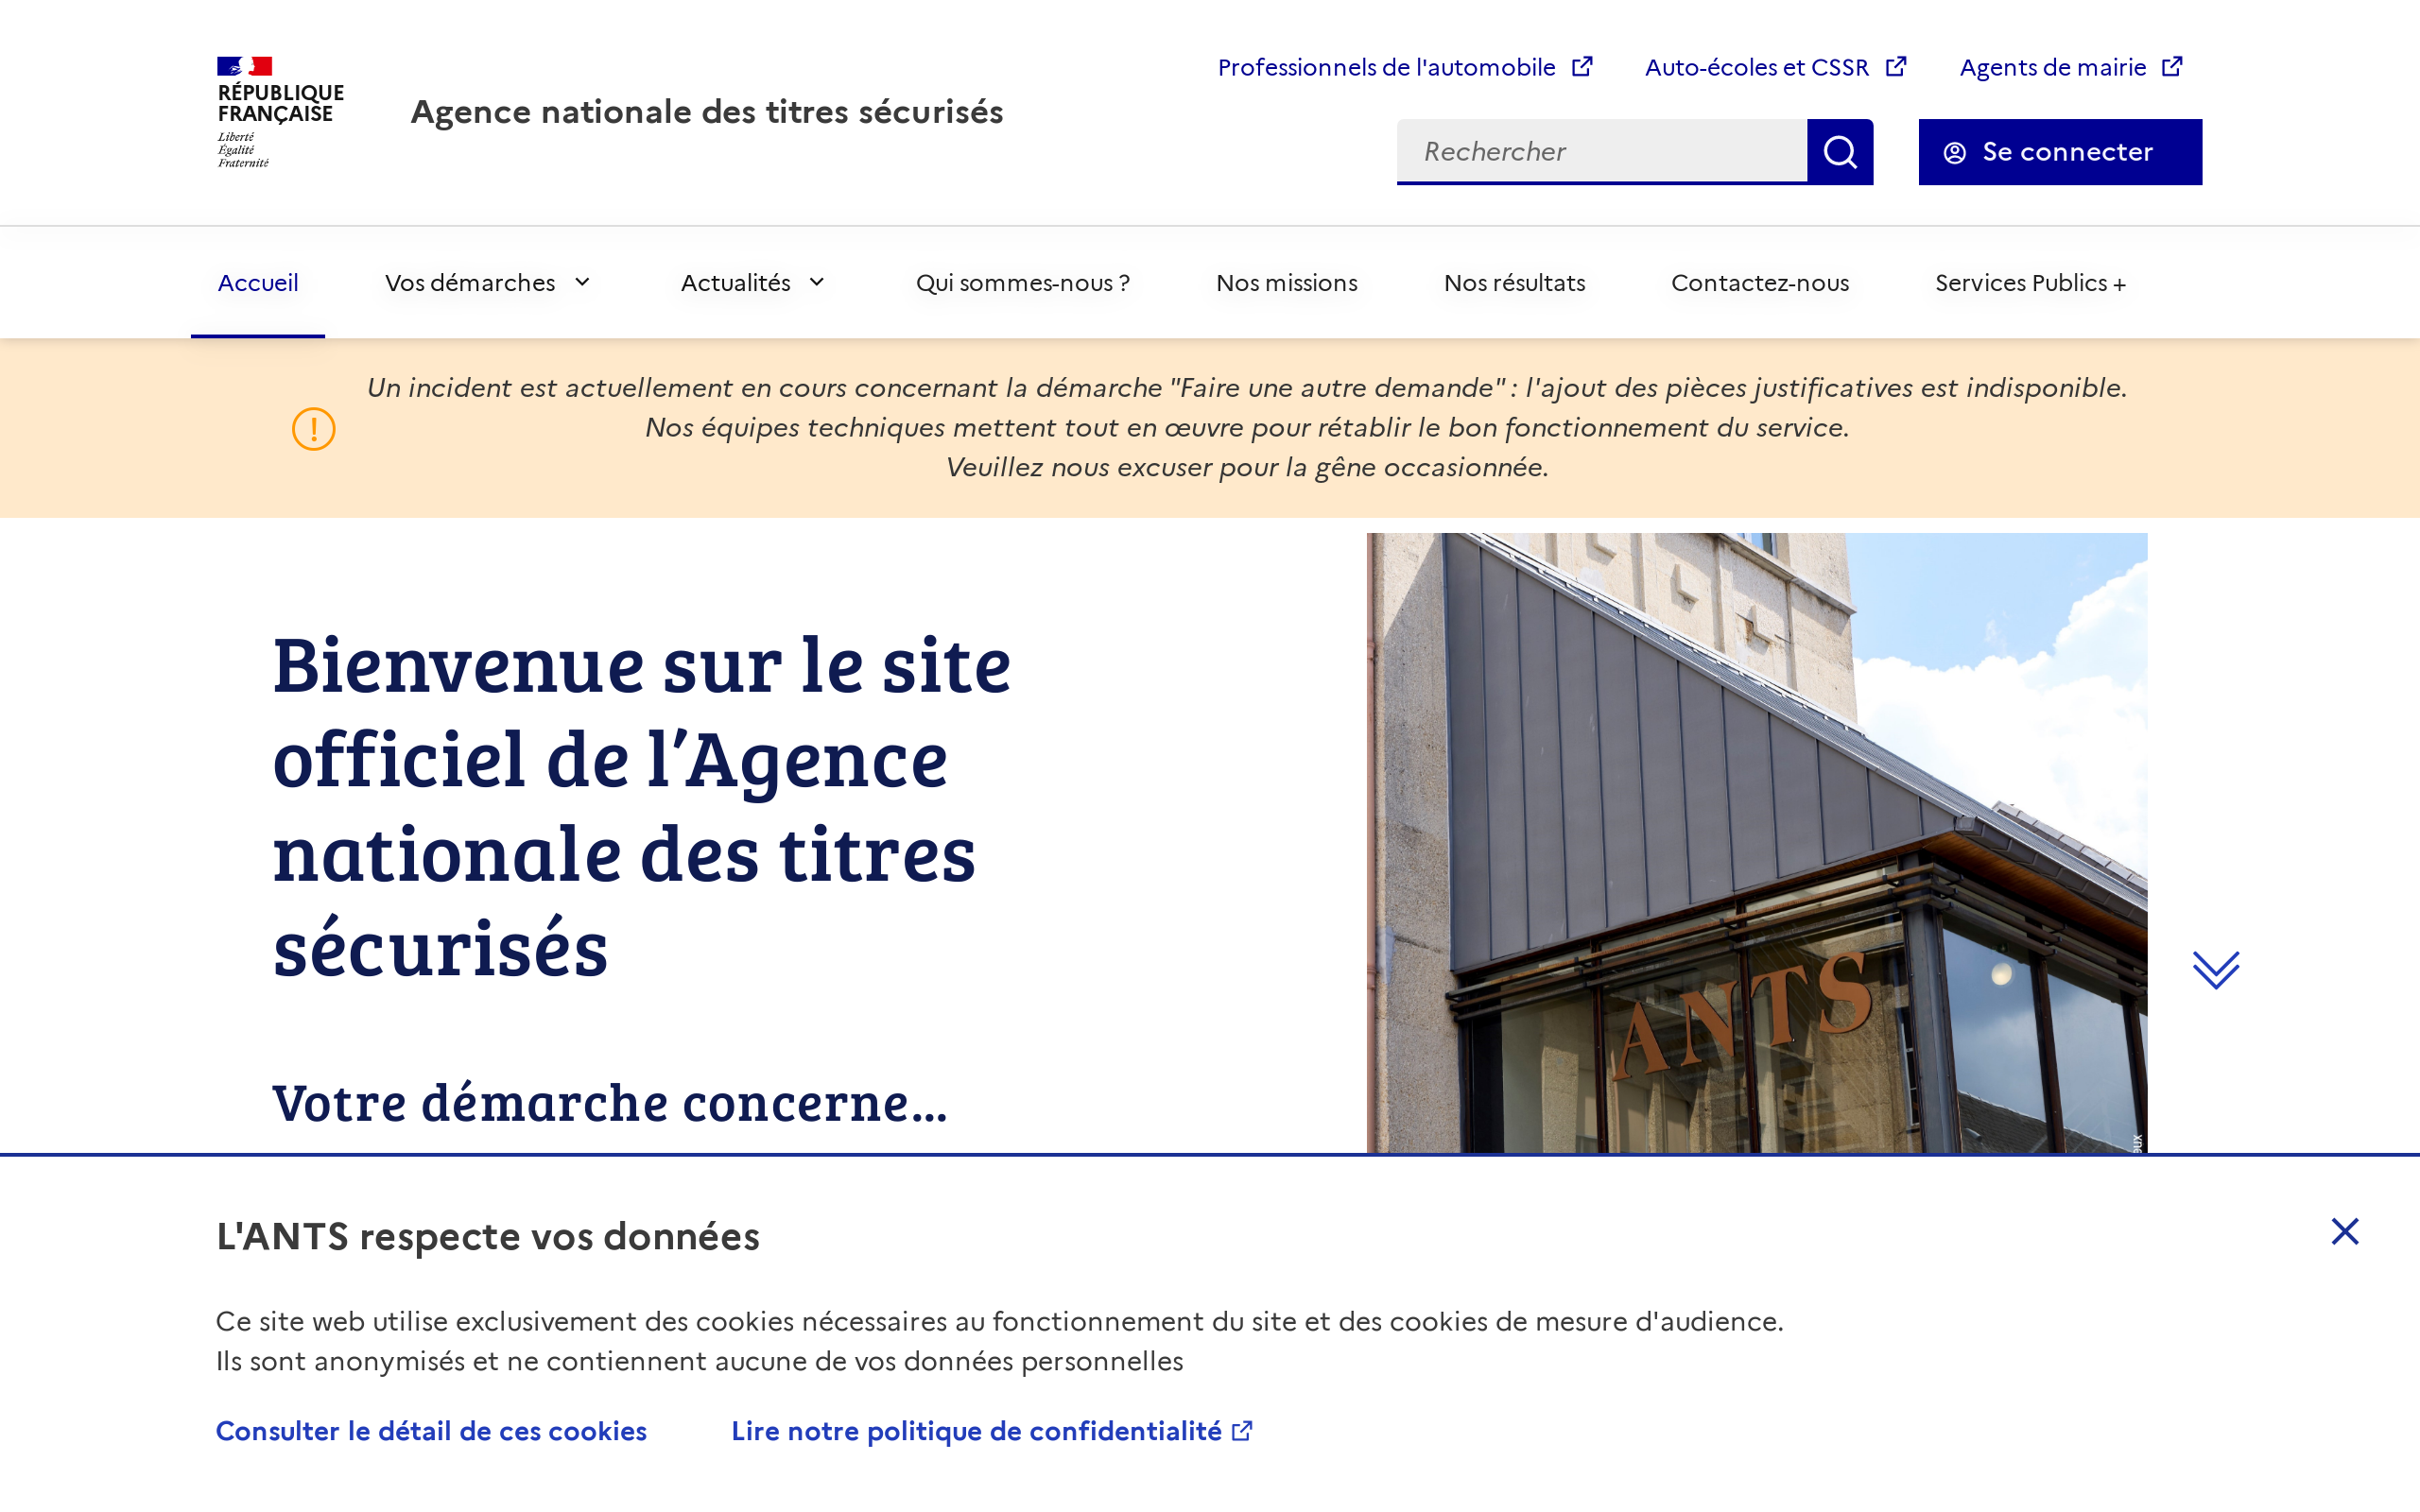 RÉPUBLIQUE
FRANÇAISE
Liberté
Égalité
Fraternité
Agence nationale des titres sécurisés
Professionnels de l'automobile
Auto-écoles et CSSR
Agents de mairie
Rechercher
Se connecter
Accueil
Vos démarches
Actualités
Qui sommes-nous ?
Nos missions
Nos résultats
Contactez-nous
Services Publics +
Un incident est actuellement en cours concernant la démarche "Faire une autre demande" : l'ajout des pièces justificatives est indisponible.
Nos équipes techniques mettent tout en œuvre pour rétablir le bon fonctionnement du service.
Veuillez nous excuser pour la gêne occasionnée.
Bienvenue sur le site
officiel de l’Agence
nationale des titres
sécurisés
Votre démarche concerne...
ANTS
L'ANTS respecte vos données
Ce site web utilise exclusivement des cookies nécessaires au fonctionnement du site et des cookies de mesure d'audience.
Ils sont anonymisés et ne contiennent aucune de vos données personnelles
Consulter le détail de ces cookies
Lire notre politique de confidentialité